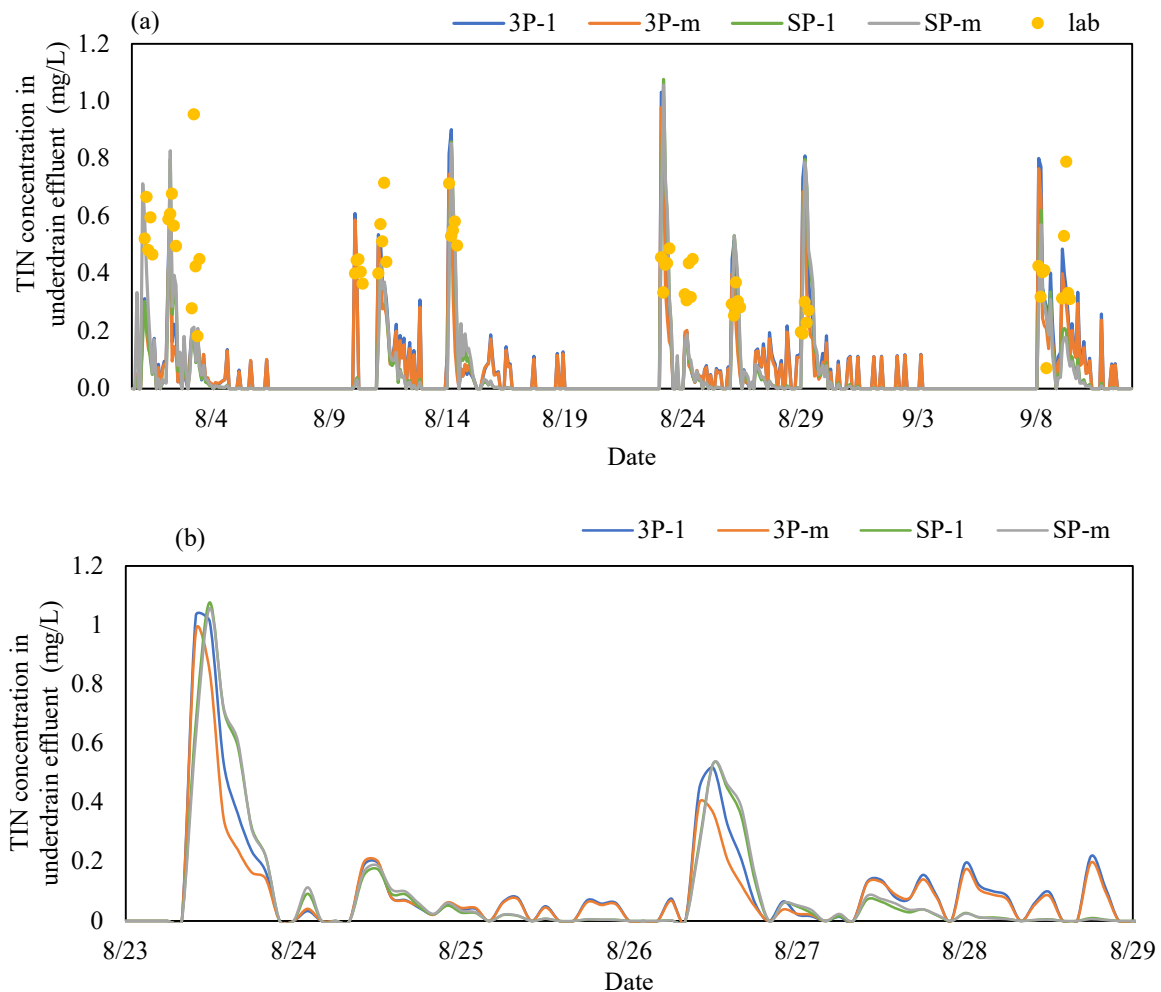 (a)
3P-1 3P-m SP-1 SP-m lab
TIN concentration in
underdrain effluent (mg/L)
1.2
1.0
0.8
0.6
0.4
0.2
0.0
8/4 8/9 8/14 8/19 8/24 8/29 9/3 9/8
Date
3P-1 3P-m SP-1 SP-m
(b)
TIN concentration in
underdrain effluent (mg/L)
1.2
1
0.8
0.6
0.4
0.2
0
8/23 8/24 8/25 8/26 8/27 8/28 8/29
Date